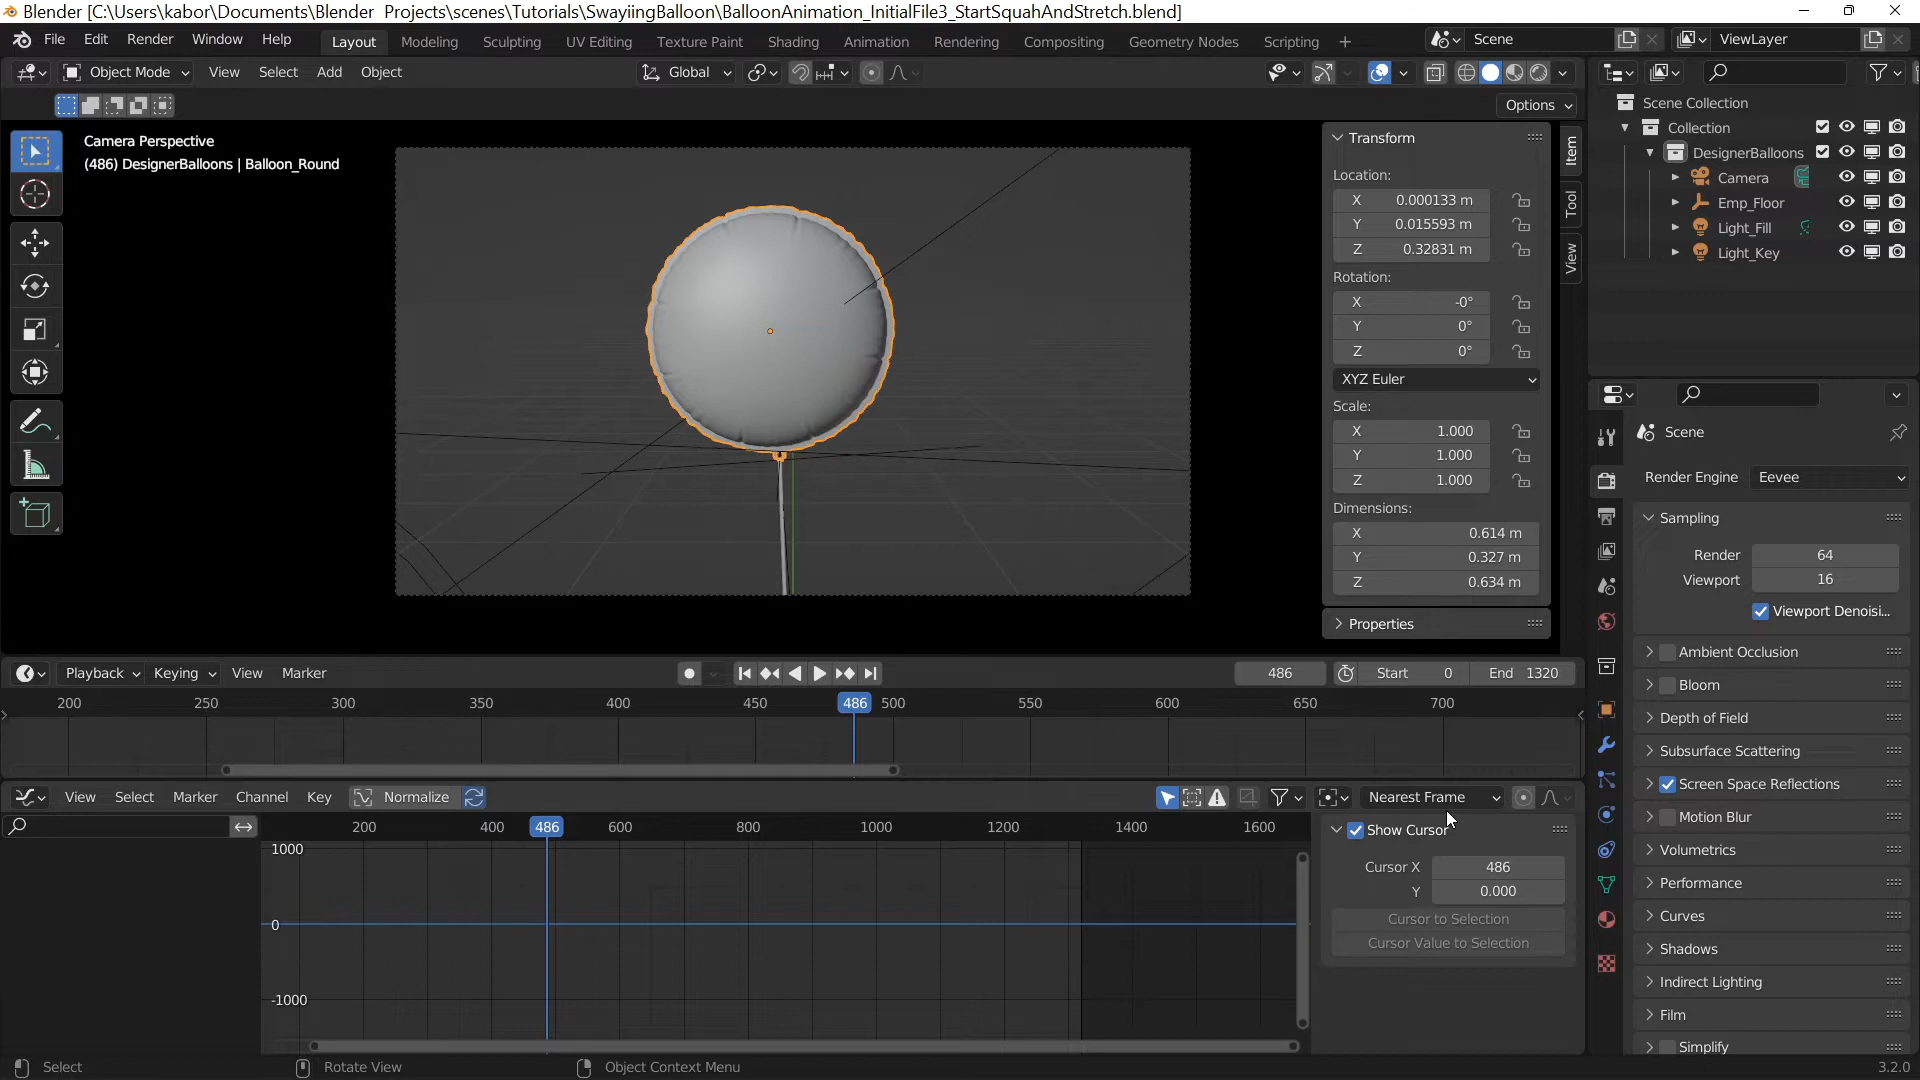 Blender [C:\Users\kabor\Documents\Blender_Projects\scenes\Tutorials\SwayiingBalloon\BalloonAnimation_InitialFile3_StartSquahAndStretch.blend]
File Edit Render Window Help Layout Modeling Sculpting UV Editing Texture Paint Shading Animation Rendering Compositing Geometry Nodes Scripting + Scene ViewLayer
Object Mode View Select Add Object Global
Options
Camera Perspective
(486) DesignerBalloons | Balloon_Round
Transform
Location:
X 0.000133 m
Y 0.015593 m
Z 0.32831 m
Rotation:
X -0°
Y 0°
Z 0°
XYZ Euler
Scale:
X 1.000
Y 1.000
Z 1.000
Dimensions:
X 0.614 m
Y 0.327 m
Z 0.634 m
Properties
Item
Tool
View
Scene Collection
Collection
DesignerBalloons
Camera
Emp_Floor
Light_Fill
Light_Key
Scene
Render Engine Eevee
Sampling
Render 64
Viewport 16
Viewport Denoisi...
Ambient Occlusion
Bloom
Depth of Field
Subsurface Scattering
Screen Space Reflections
Motion Blur
Volumetrics
Performance
Curves
Shadows
Indirect Lighting
Film
Simplify
Playback Keying View Marker 486 Start 0 End 1320
200 250 300 350 400 450 486 500 550 600 650 700
View Select Marker Channel Key Normalize Nearest Frame
200 400 486 600 800 1000 1200 1400 1600
1000
0
-1000
Show Cursor
Cursor X 486
Y 0.000
Cursor to Selection
Cursor Value to Selection
Select Rotate View Object Context Menu 3.2.0